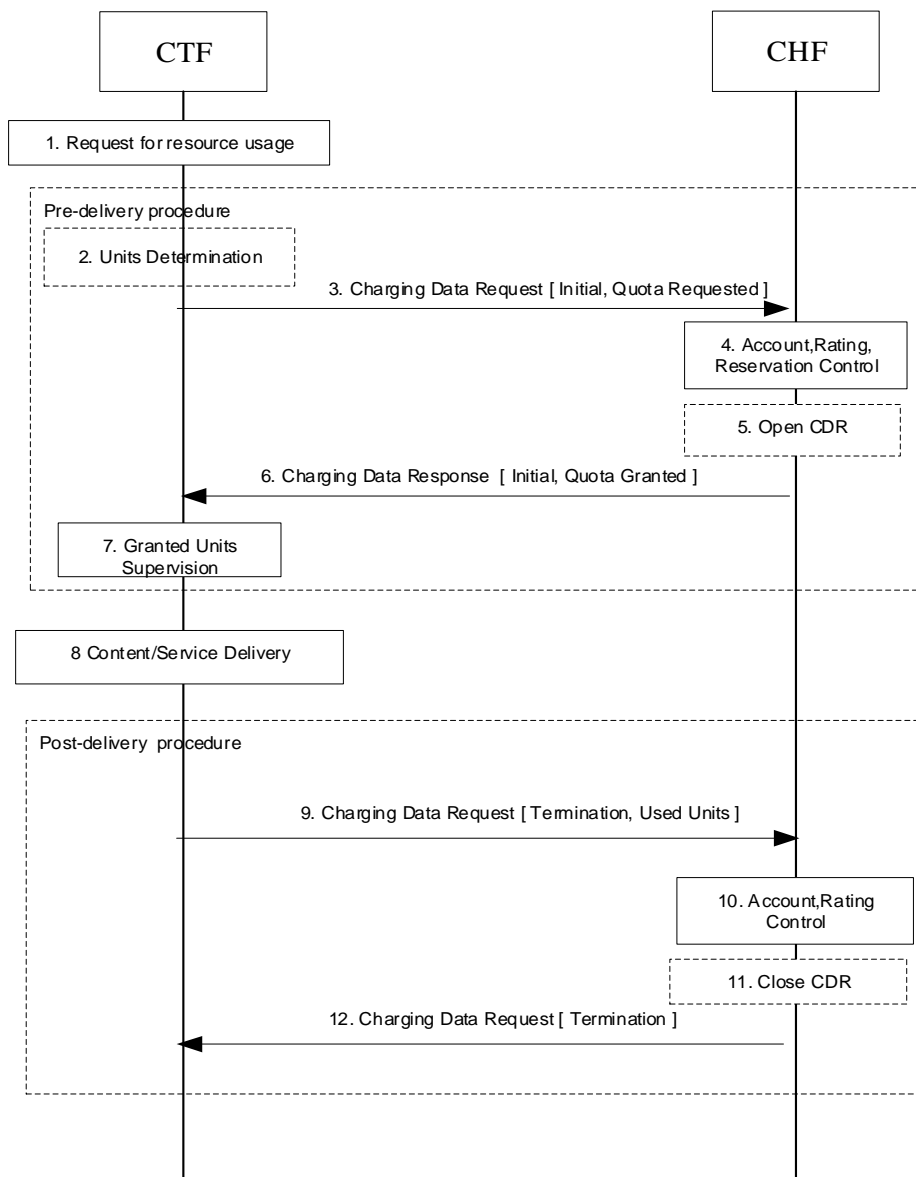 CTF
CHF
1. Request for resource usage
Pre-delivery procedure
2. Units Determination
3. Charging Data Request [ Initial, Quota Requested ]
4. Account,Rating,
Reservation Control
5. Open CDR
6. Charging Data Response [ Initial, Quota Granted ]
7. Granted Units
Supervision
8 Content/Service Delivery
Post-delivery procedure
9. Charging Data Request [ Termination, Used Units ]
10. Account,Rating
Control
11. Close CDR
12. Charging Data Request [ Termination ]